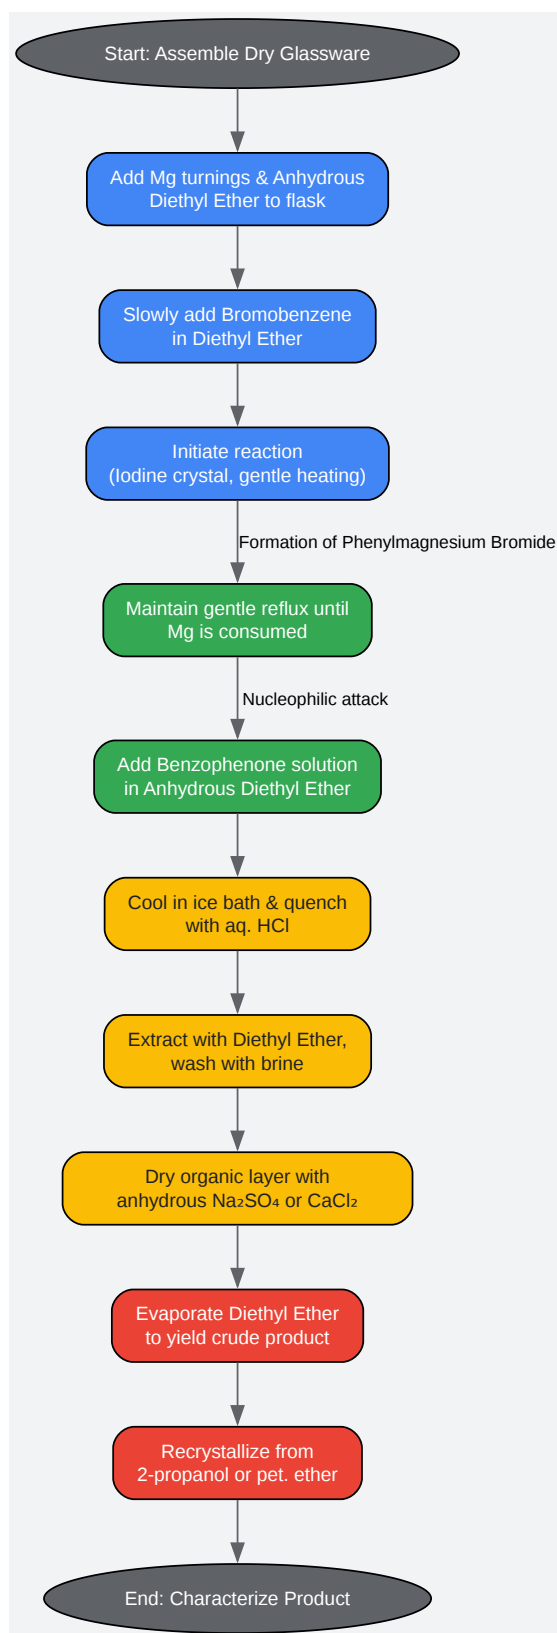 Start: Assemble Dry Glassware
Add Mg turnings & Anhydrous
Diethyl Ether to flask
Slowly add Bromobenzene
in Diethyl Ether
Initiate reaction
(Iodine crystal, gentle heating)
Formation of Phenylmagnesium Bromide
Maintain gentle reflux until
Mg is consumed
Nucleophilic attack
Add Benzophenone solution
in Anhydrous Diethyl Ether
Cool in ice bath & quench
with aq. HCl
Extract with Diethyl Ether,
wash with brine
Dry organic layer with
anhydrous Na₂SO₄ or CaCl₂
Evaporate Diethyl Ether
to yield crude product
Recrystallize from
2-propanol or pet. ether
End: Characterize Product